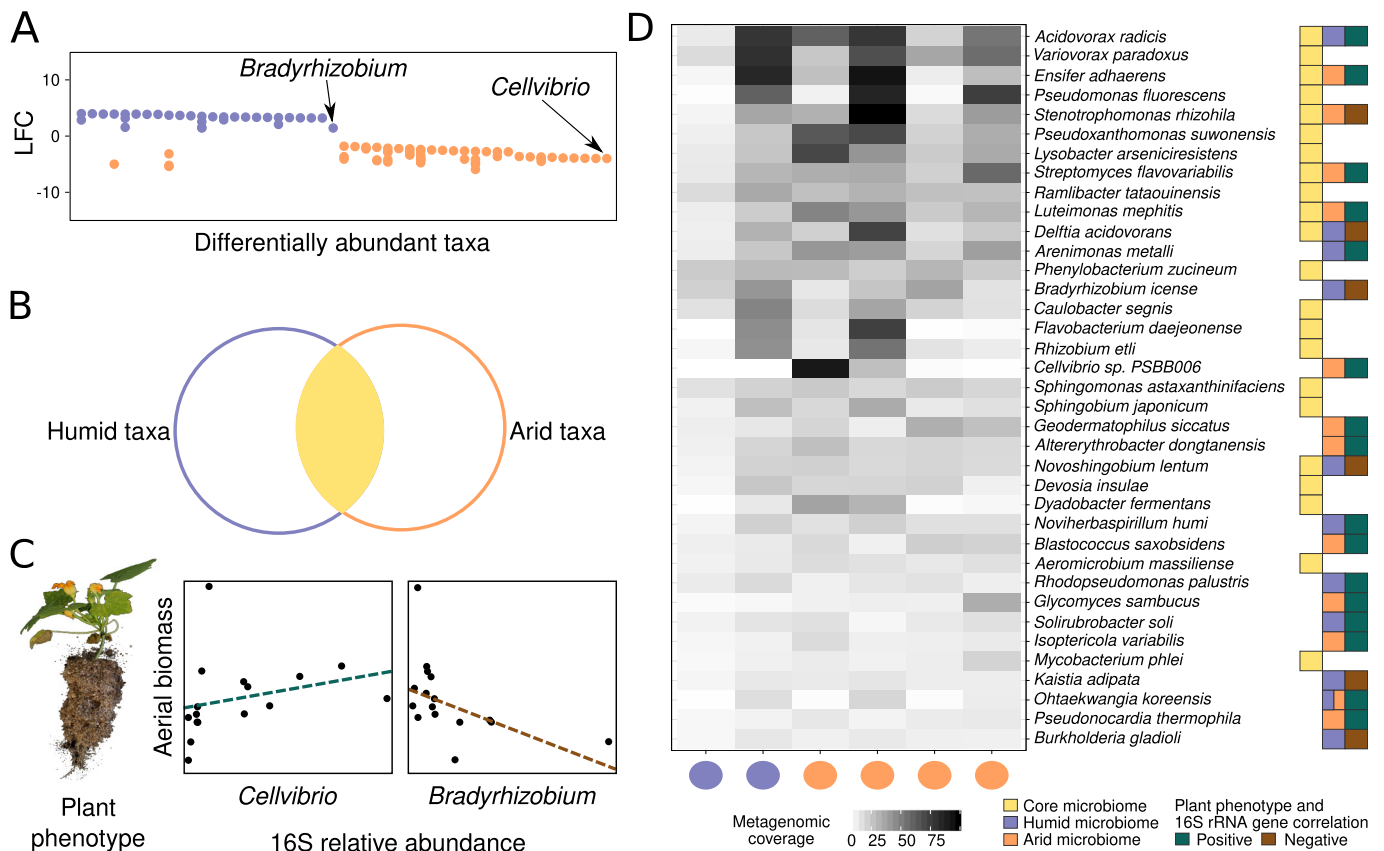 A
LFC
10
0
-10
Bradyrhizobium
Cellvibrio
Differentially abundant taxa
B
Humid taxa
Arid taxa
C
Plant
phenotype
Aerial biomass
Cellvibrio
Bradyrhizobium
16S relative abundance
D
Acidovorax radicis
Variovorax paradoxus
Ensifer adhaerens
Pseudomonas fluorescens
Stenotrophomonas rhizohila
Pseudoxanthomonas suwonensis
Lysobacter arseniciresistens
Streptomyces flavovariabilis
Ramlibacter tataouinensis
Luteimonas mephitis
Delftia acidovorans
Arenimonas metalli
Phenylobacterium zucineum
Bradyrhizobium icense
Caulobacter segnis
Flavobacterium daejeonense
Rhizobium etli
Cellvibrio sp. PSBB006
Sphingomonas astaxanthinifaciens
Sphingobium japonicum
Geodermatophilus siccatus
Altererythrobacter dongtanensis
Novoshingobium lentum
Devosia insulae
Dyadobacter fermentans
Noviherbaspirillum humi
Blastococcus saxobsidens
Aeromicrobium massiliense
Rhodopseudomonas palustris
Glycomyces sambucus
Solirubrobacter soli
Isoptericola variabilis
Mycobacterium phlei
Kaistia adipata
Ohtaekwangia koreensis
Pseudonocardia thermophila
Burkholderia gladioli
Metagenomic
coverage
0 25 50 75
Core microbiome
Humid microbiome
Arid microbiome
Plant phenotype and
16S rRNA gene correlation
Positive
Negative